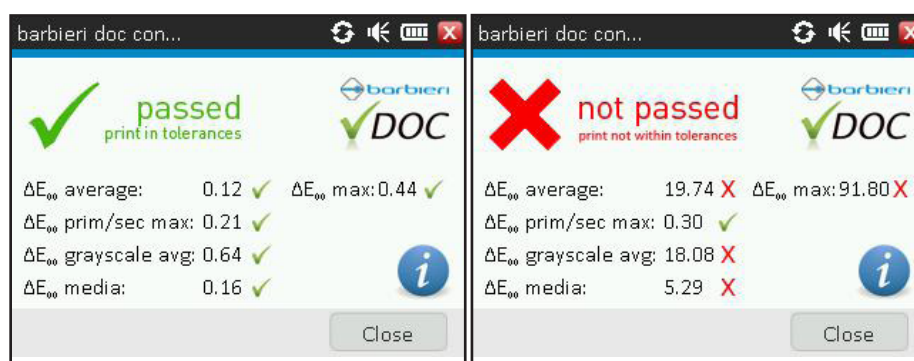 barbieri doc con...
passed
print in tolerances
barbieri
DOC
ΔE₀₀ average: 0.12 ΔE₀₀ max: 0.44
ΔE₀₀ prim/sec max: 0.21
ΔE₀₀ grayscale avg: 0.64
ΔE₀₀ media: 0.16
i
Close
barbieri doc con...
not passed
print not within tolerances
barbieri
DOC
ΔE₀₀ average: 19.74 X ΔE₀₀ max: 91.80 X
ΔE₀₀ prim/sec max: 0.30
ΔE₀₀ grayscale avg: 18.08 X
ΔE₀₀ media: 5.29 X
i
Close